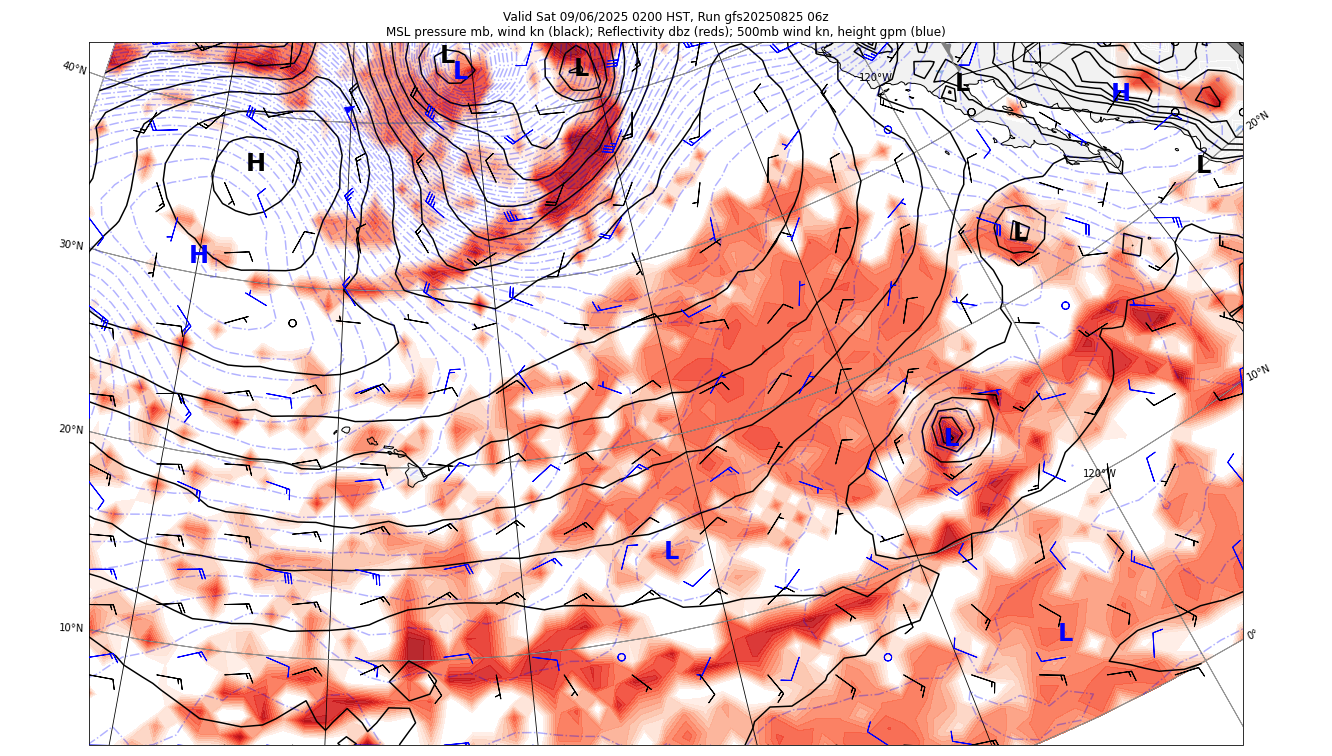 Valid Sat 09/06/2025 0200 HST, Run gfs20250825 06z
MSL pressure mb, wind kn (black); Reflectivity dbz (reds); 500mb wind kn, height gpm (blue)
L
L
L
120°W
L
H
40°N
20°N
H
L
L
30°N
H
10°N
20°N
L
120°W
L
10°N
L
0°